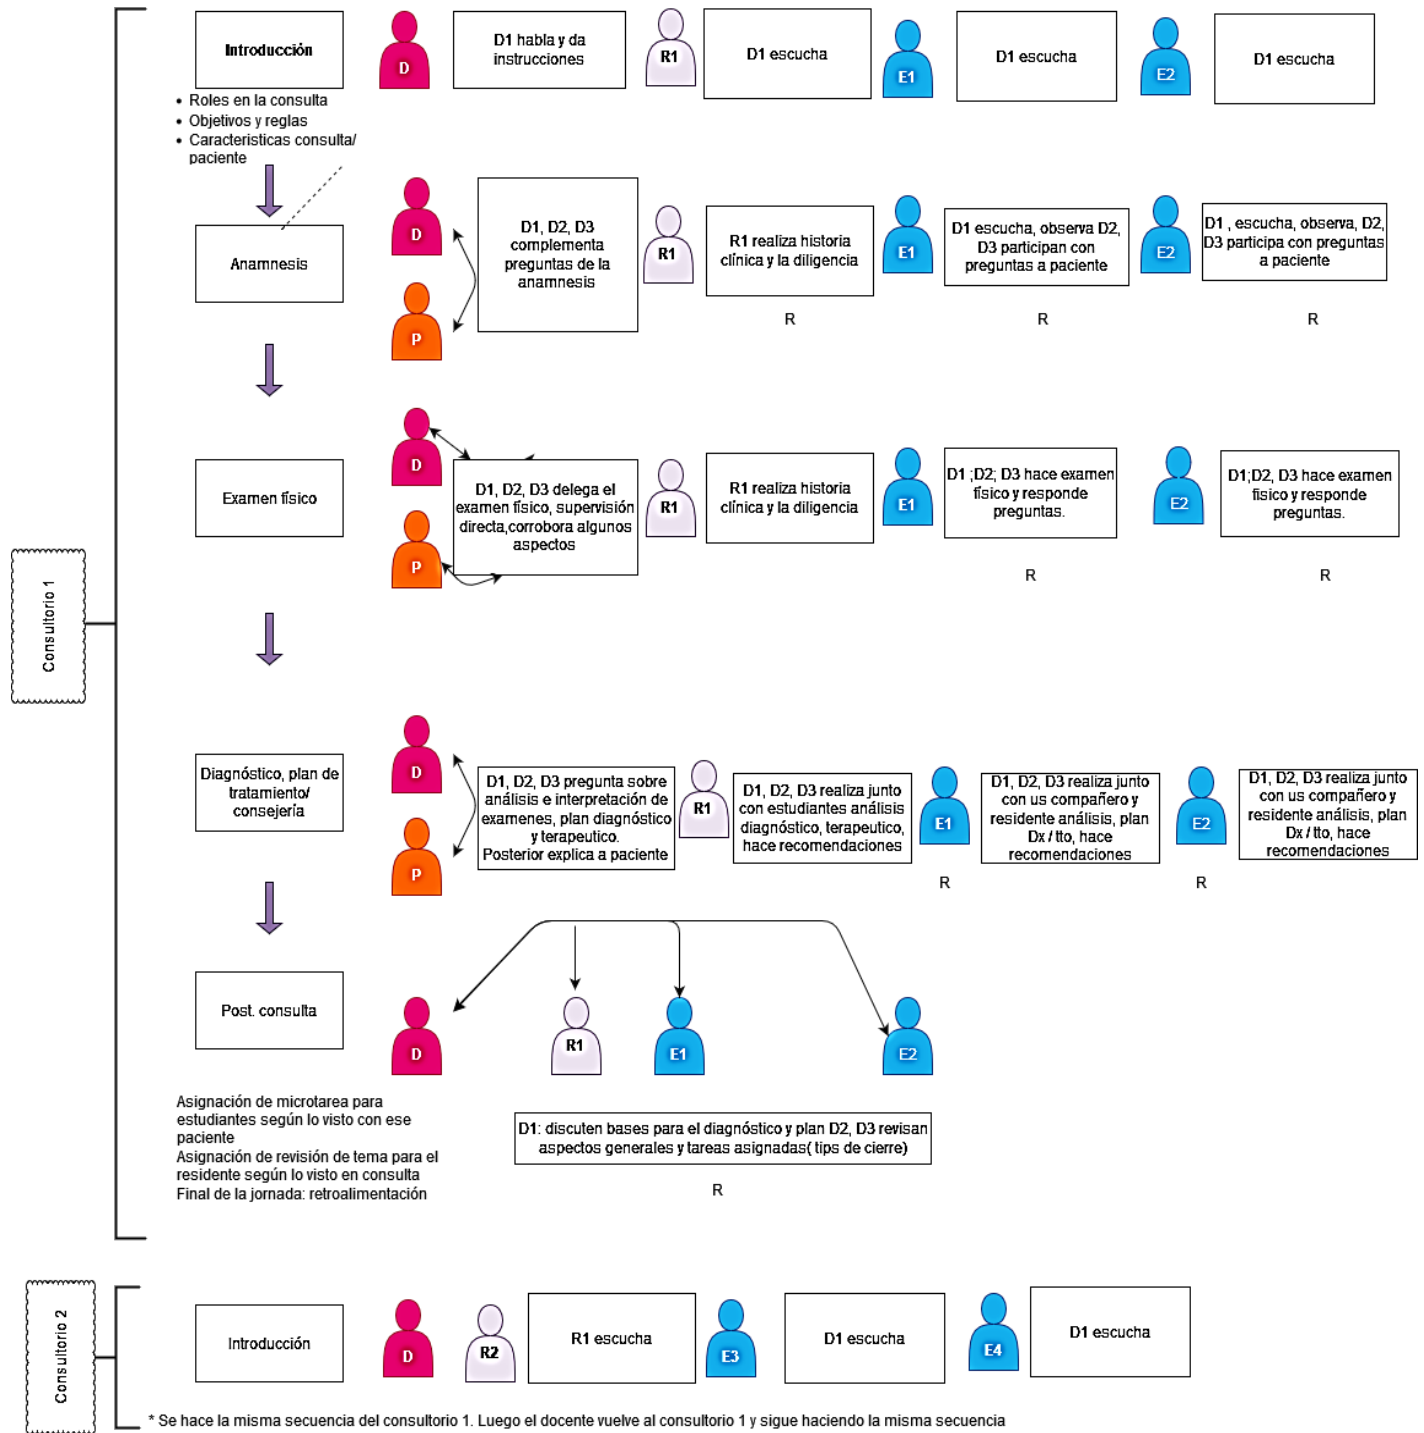 Consultorio 1
Introducción
D
D1 habla y da
instrucciones
R1
D1 escucha
E1
D1 escucha
E2
D1 escucha
• Roles en la consulta
• Objetivos y reglas
• Caracteristicas consulta/
paciente
Anamnesis
D
P
D1, D2, D3
complementa
preguntas de la
anamnesis
R1
R1 realiza historia
clínica y la diligencia
R
E1
D1 escucha, observa D2,
D3 participan con
preguntas a paciente
R
E2
D1 , escucha, observa, D2,
D3 participa con preguntas
a paciente
R
Examen físico
D
P
D1, D2, D3 delega el
examen físico, supervisión
directa,corrobora algunos
aspectos
R1
R1 realiza historia
clínica y la diligencia
E1
D1 ;D2; D3 hace examen
físico y responde
preguntas.
R
E2
D1;D2, D3 hace examen
físico y responde
preguntas.
R
Diagnóstico, plan de
tratamiento/
consejería
D
P
D1, D2, D3 pregunta sobre
análisis e interpretación de
examenes, plan diagnóstico
y terapeutico.
Posterior explica a paciente
R1
D1, D2, D3 realiza junto
con estudiantes análisis
diagnóstico, terapeutico,
hace recomendaciones
E1
D1, D2, D3 realiza junto
con us compañero y
residente análisis, plan
Dx / tto, hace
recomendaciones
R
E2
D1, D2, D3 realiza junto
con us compañero y
residente análisis, plan
Dx / tto, hace
recomendaciones
R
Post. consulta
D
R1
E1
E2
Asignación de microtarea para
estudiantes según lo visto con ese
paciente
Asignación de revisión de tema para el
residente según lo visto en consulta
Final de la jornada: retroalimentación
D1: discuten bases para el diagnóstico y plan D2, D3 revisan
aspectos generales y tareas asignadas( tips de cierre)
R
Consultorio 2
Introducción
D
R2
R1 escucha
E3
D1 escucha
E4
D1 escucha
* Se hace la misma secuencia del consultorio 1. Luego el docente vuelve al consultorio 1 y sigue haciendo la misma secuencia